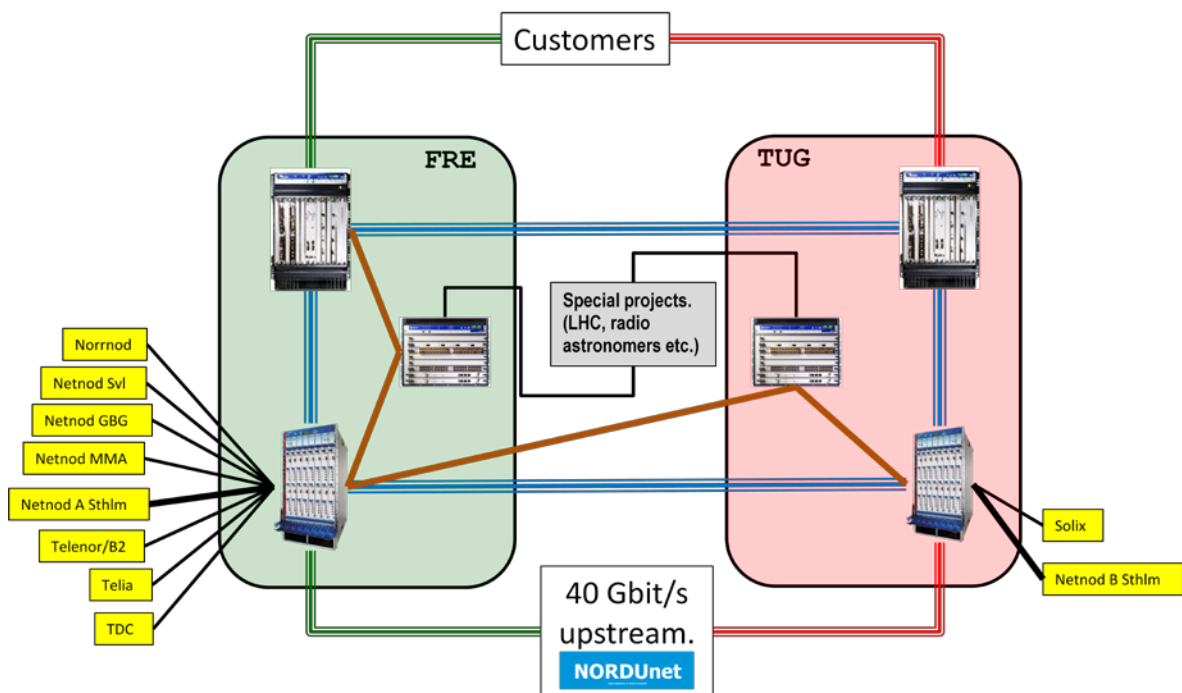 Customers
FRE
TUG
Special projects.
(LHC, radio
astronomers etc.)
Norrnod
Netnod Svl
Netnod GBG
Netnod MMA
Netnod A Sthlm
Telenor/B2
Telia
TDC
Solix
Netnod B Sthlm
40 Gbit/s
upstream.
NORDUnet